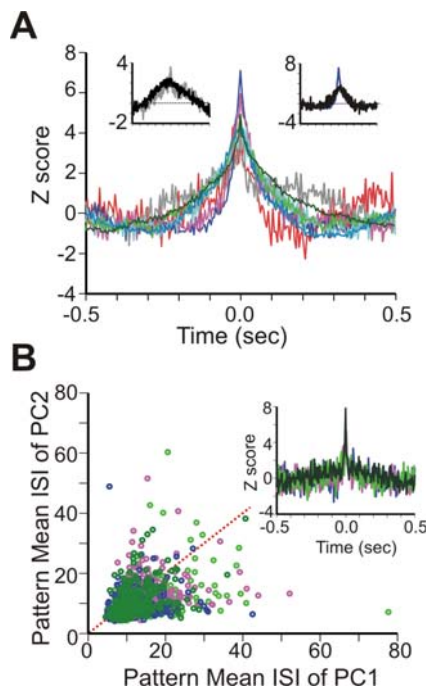 A
8
6
4
2
0
-2
-4
Z score
4
-2
8
-4
-0.5 0.0 0.5
Time (sec)
B
80
60
40
20
0
Pattern Mean ISI of PC2
0 20 40 60 80
Pattern Mean ISI of PC1
8
4
0
-4
Z score
-0.5 0.0 0.5
Time (sec)